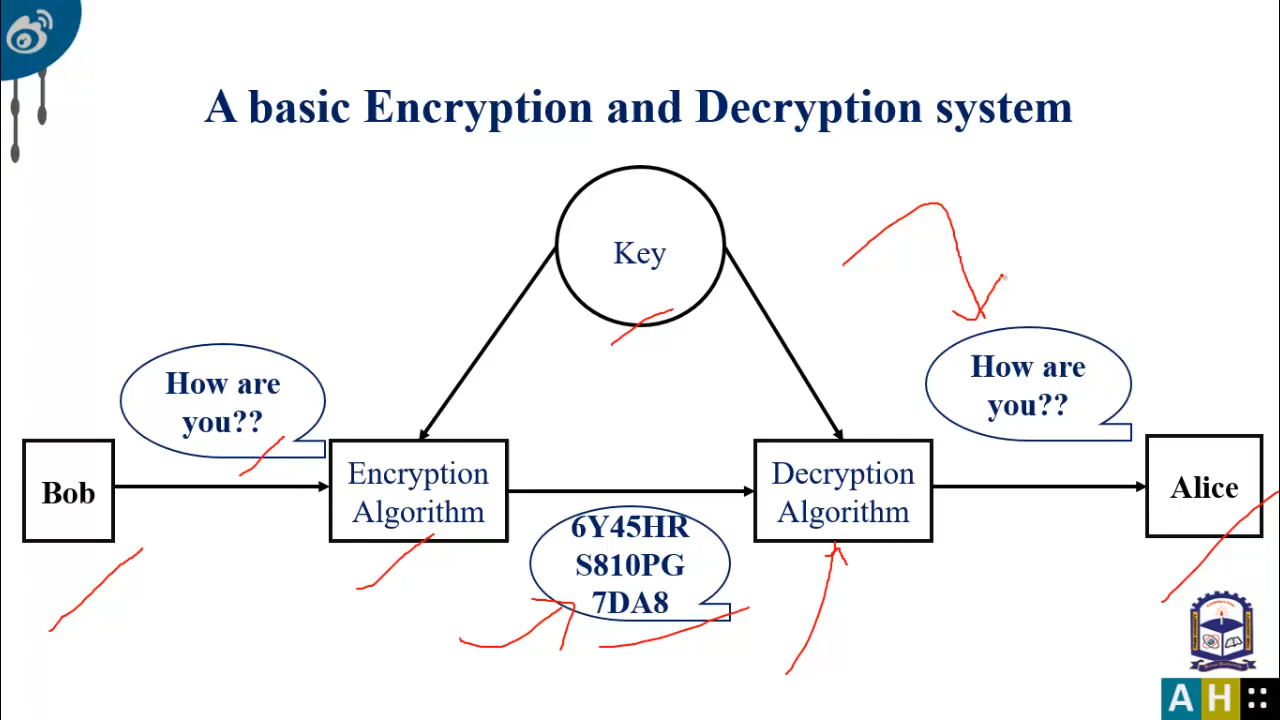 A basic Encryption and Decryption system
Key
How are
you??
How are
you??
Bob
Encryption
Algorithm
Decryption
Algorithm
Alice
6Y45HR
S810PG
7DA8
AH::